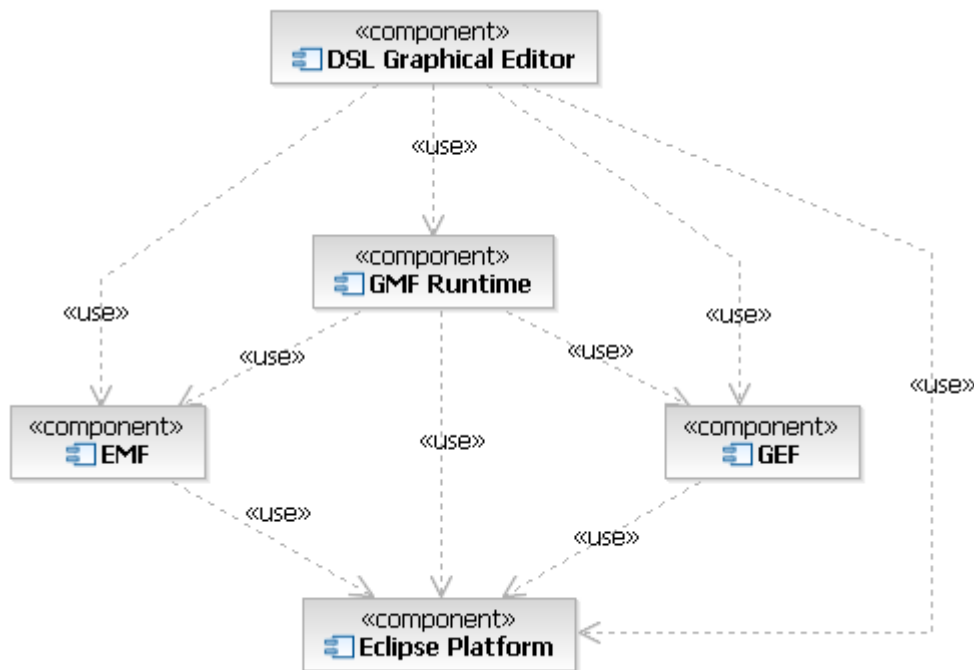 «component»
DSL Graphical Editor
«use»
«component»
GMF Runtime
«use»
«use»
«use»
«use»
«use»
«component»
EMF
«component»
GEF
«use»
«use»
«use»
«component»
Eclipse Platform